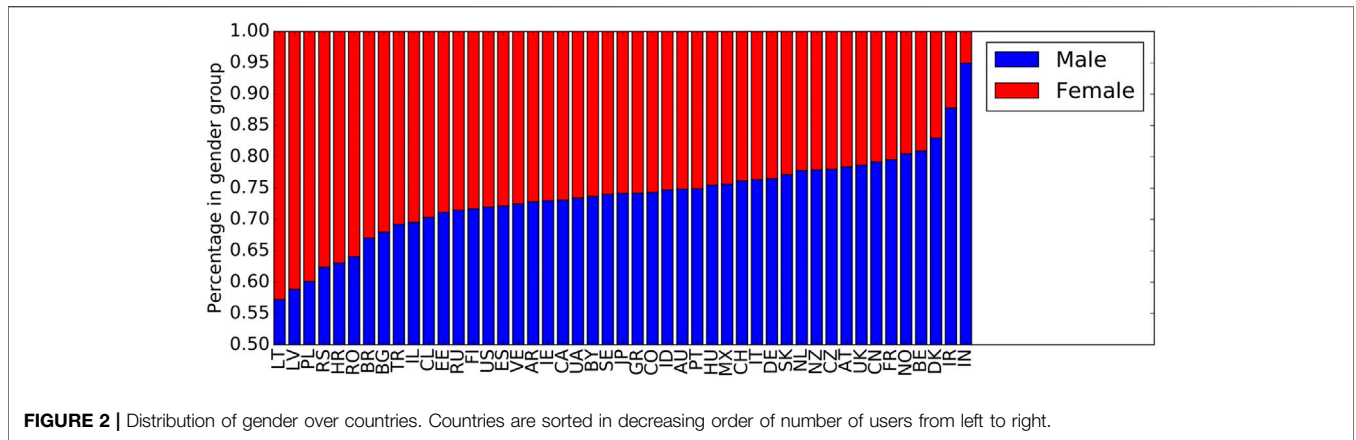 1.00
0.95
0.90
0.85
0.80
0.75
0.70
0.65
0.60
0.55
0.50
Percentage in gender group
Male
Female
LT LV PL RS HR RO BR BG TR IL CL EE RU FI US ES VE AR IE CA UA BY SE JP GR CO ID AU PT HU MX CH IT DE SK NL NZ CZ AT UK CN FR NO BE DK IR IN
FIGURE 2 | Distribution of gender over countries. Countries are sorted in decreasing order of number of users from left to right.